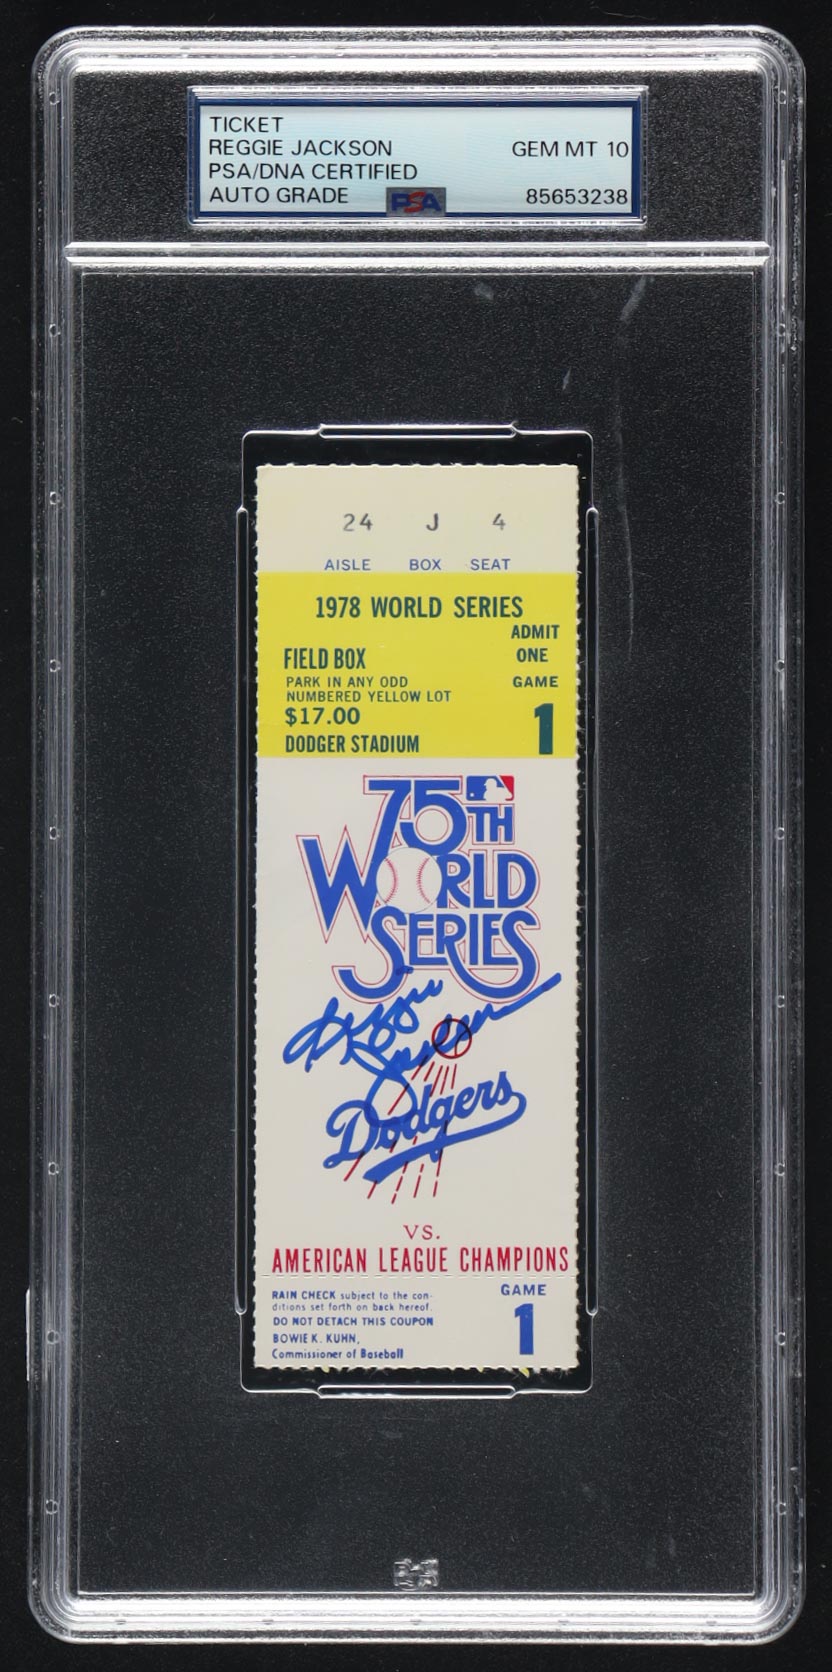 TICKET
REGGIE JACKSON GEM MT 10
PSA/DNA CERTIFIED
AUTO GRADE PSA 85653238
24 J 4
AISLE BOX SEAT
1978 WORLD SERIES
ADMIT
FIELD BOX ONE
PARK IN ANY ODD GAME
NUMBERED YELLOW LOT
$17.00 1
DODGER STADIUM
75TH
WORLD
SERIES
Reggie
Jackson
Dodgers
VS.
AMERICAN LEAGUE CHAMPIONS
RAIN CHECK subject to the con- GAME
ditions set forth on back hereof.
DO NOT DETACH THIS COUPON 1
BOWIE K. KUHN,
Commissioner of Baseball